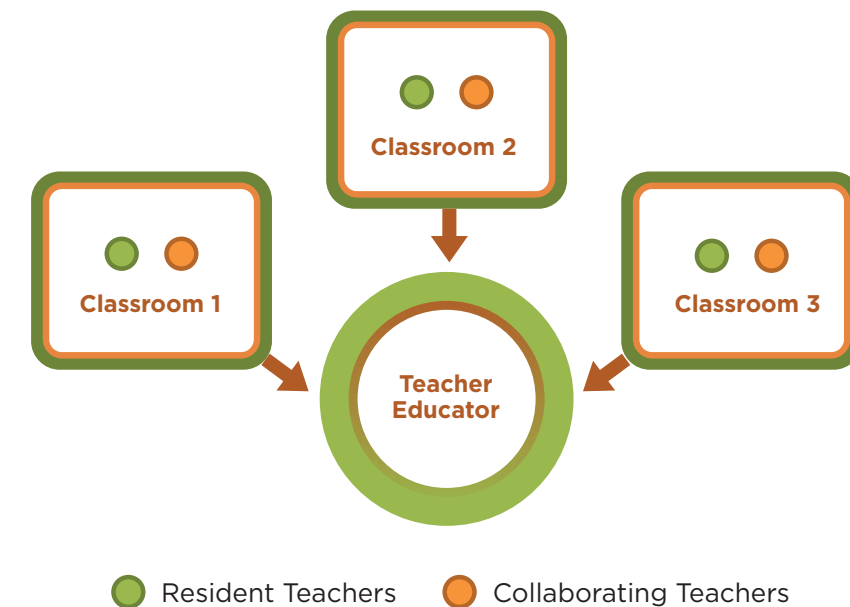 Classroom 2
Classroom 1
Classroom 3
Teacher
Educator
Resident Teachers
Collaborating Teachers